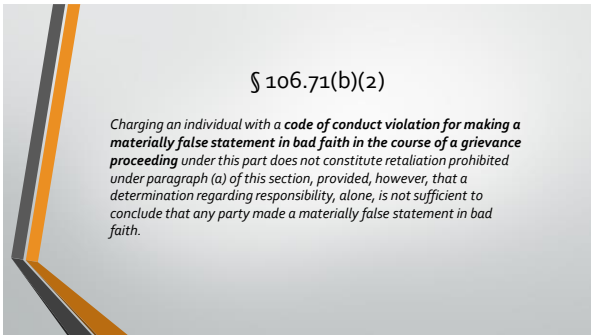 § 106.71(b)(2)
Charging an individual with a code of conduct violation for making a
materially false statement in bad faith in the course of a grievance
proceeding under this part does not constitute retaliation prohibited
under paragraph (a) of this section, provided, however, that a
determination regarding responsibility, alone, is not sufficient to
conclude that any party made a materially false statement in bad
faith.